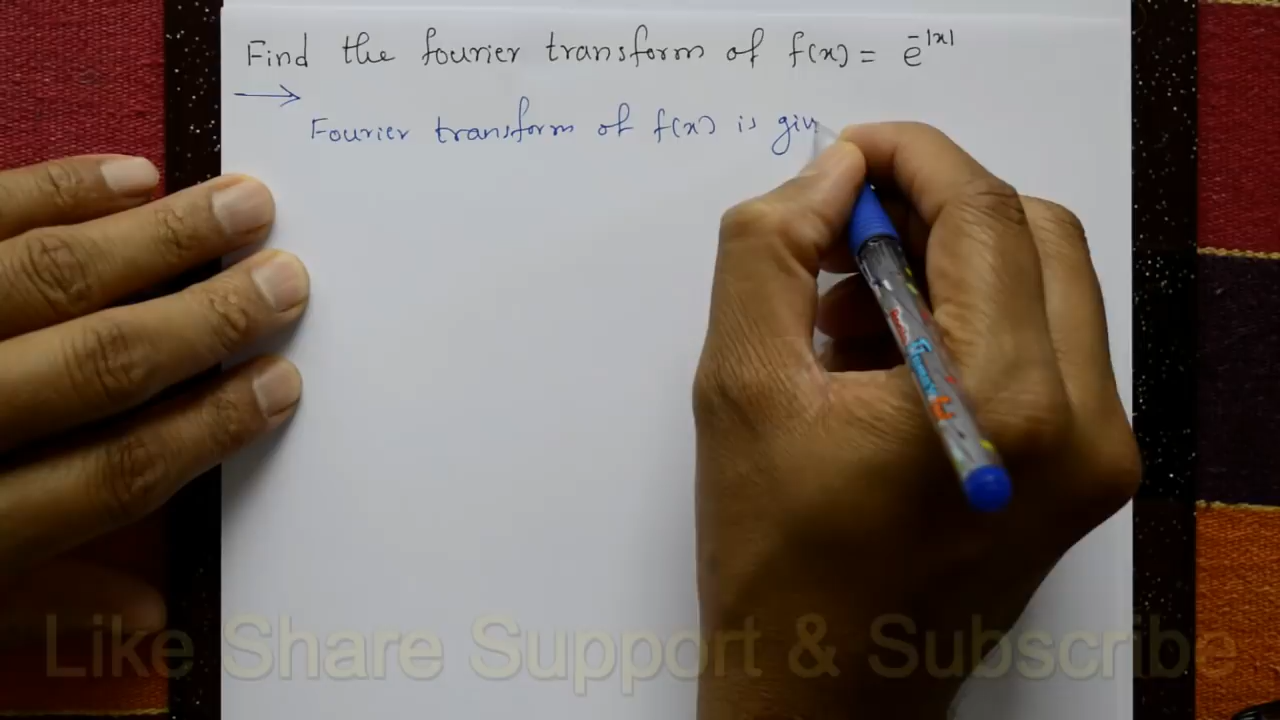 Find the fourier transform of f(x) = e^-|x|
→
Fourier transform of f(x) is giv
Like Share Support & Subscribe